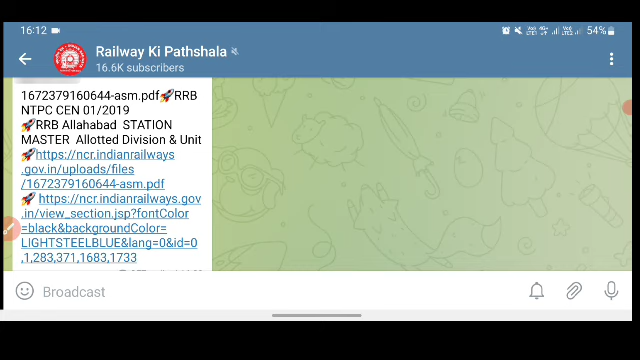 16:12 54%
Railway Ki Pathshala
16.6K subscribers
1672379160644-asm.pdf🚀RRB
NTPC CEN 01/2019
🚀RRB Allahabad STATION
MASTER Allotted Division & Unit
🚀https://ncr.indianrailways
.gov.in/uploads/files
/1672379160644-asm.pdf
🚀 https://ncr.indianrailways.gov
.in/view_section.jsp?fontColor
=black&backgroundColor=
LIGHTSTEELBLUE&lang=0&id=0
,1,283,371,1683,1733
Broadcast